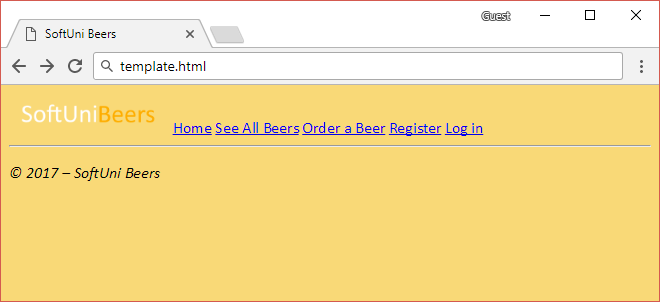 Guest
SoftUni Beers
template.html
SoftUniBeers
Home See All Beers Order a Beer Register Log in
© 2017 – SoftUni Beers